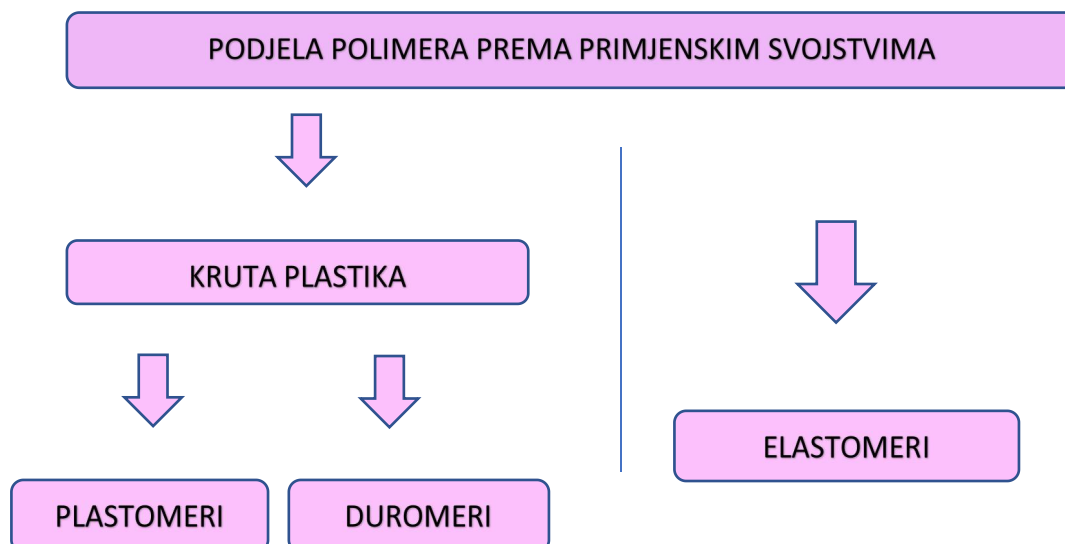 PODJELA POLIMERA PREMA PRIMJENSKIM SVOJSTVIMA
KRUTA PLASTIKA
ELASTOMERI
PLASTOMERI
DUROMERI